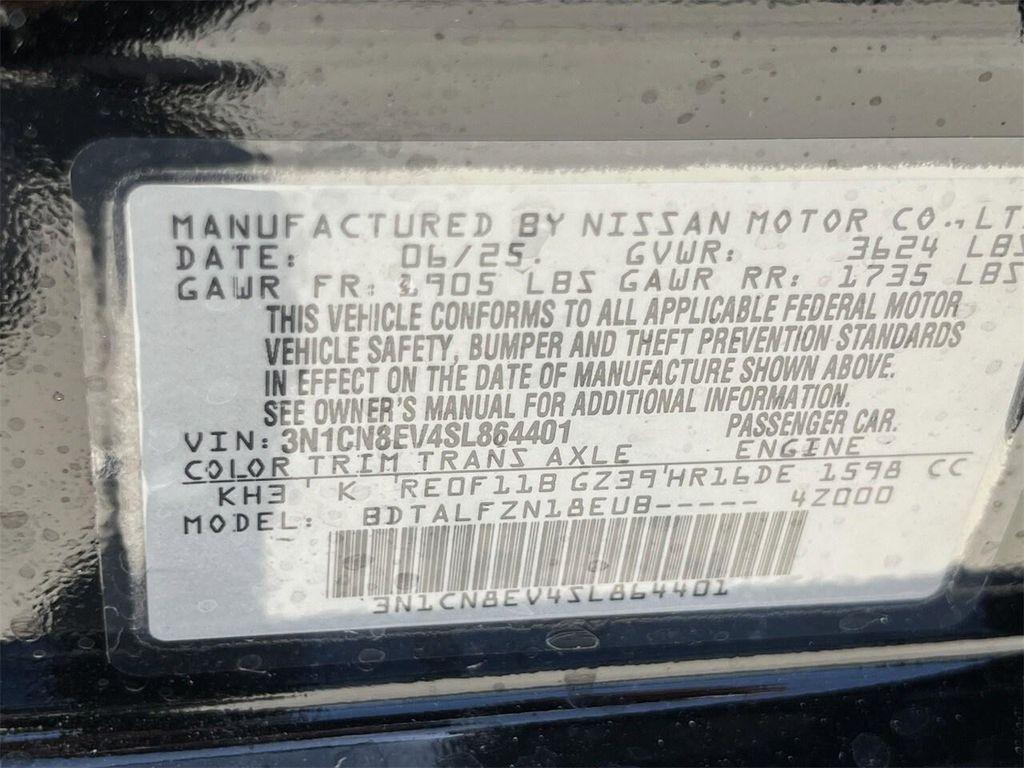 MANUFACTURED BY NISSAN MOTOR CO., LT
DATE: 06/25. GVWR: 3624 LBS
GAWR FR: 1905 LBS GAWR RR: 1735 LBS
THIS VEHICLE CONFORMS TO ALL APPLICABLE FEDERAL MOTOR
VEHICLE SAFETY, BUMPER AND THEFT PREVENTION STANDARDS
IN EFFECT ON THE DATE OF MANUFACTURE SHOWN ABOVE.
SEE OWNER'S MANUAL FOR ADDITIONAL INFORMATION.
VIN: 3N1CN8EV4SL864401 PASSENGER CAR.
COLOR TRIM TRANS AXLE ENGINE
KH3 ' K ' RE0F11B GZ39 ' HR16DE 1598 CC
MODEL: BDTALFZN18EUB----- 4Z000
3N1CN8EV4SL864401